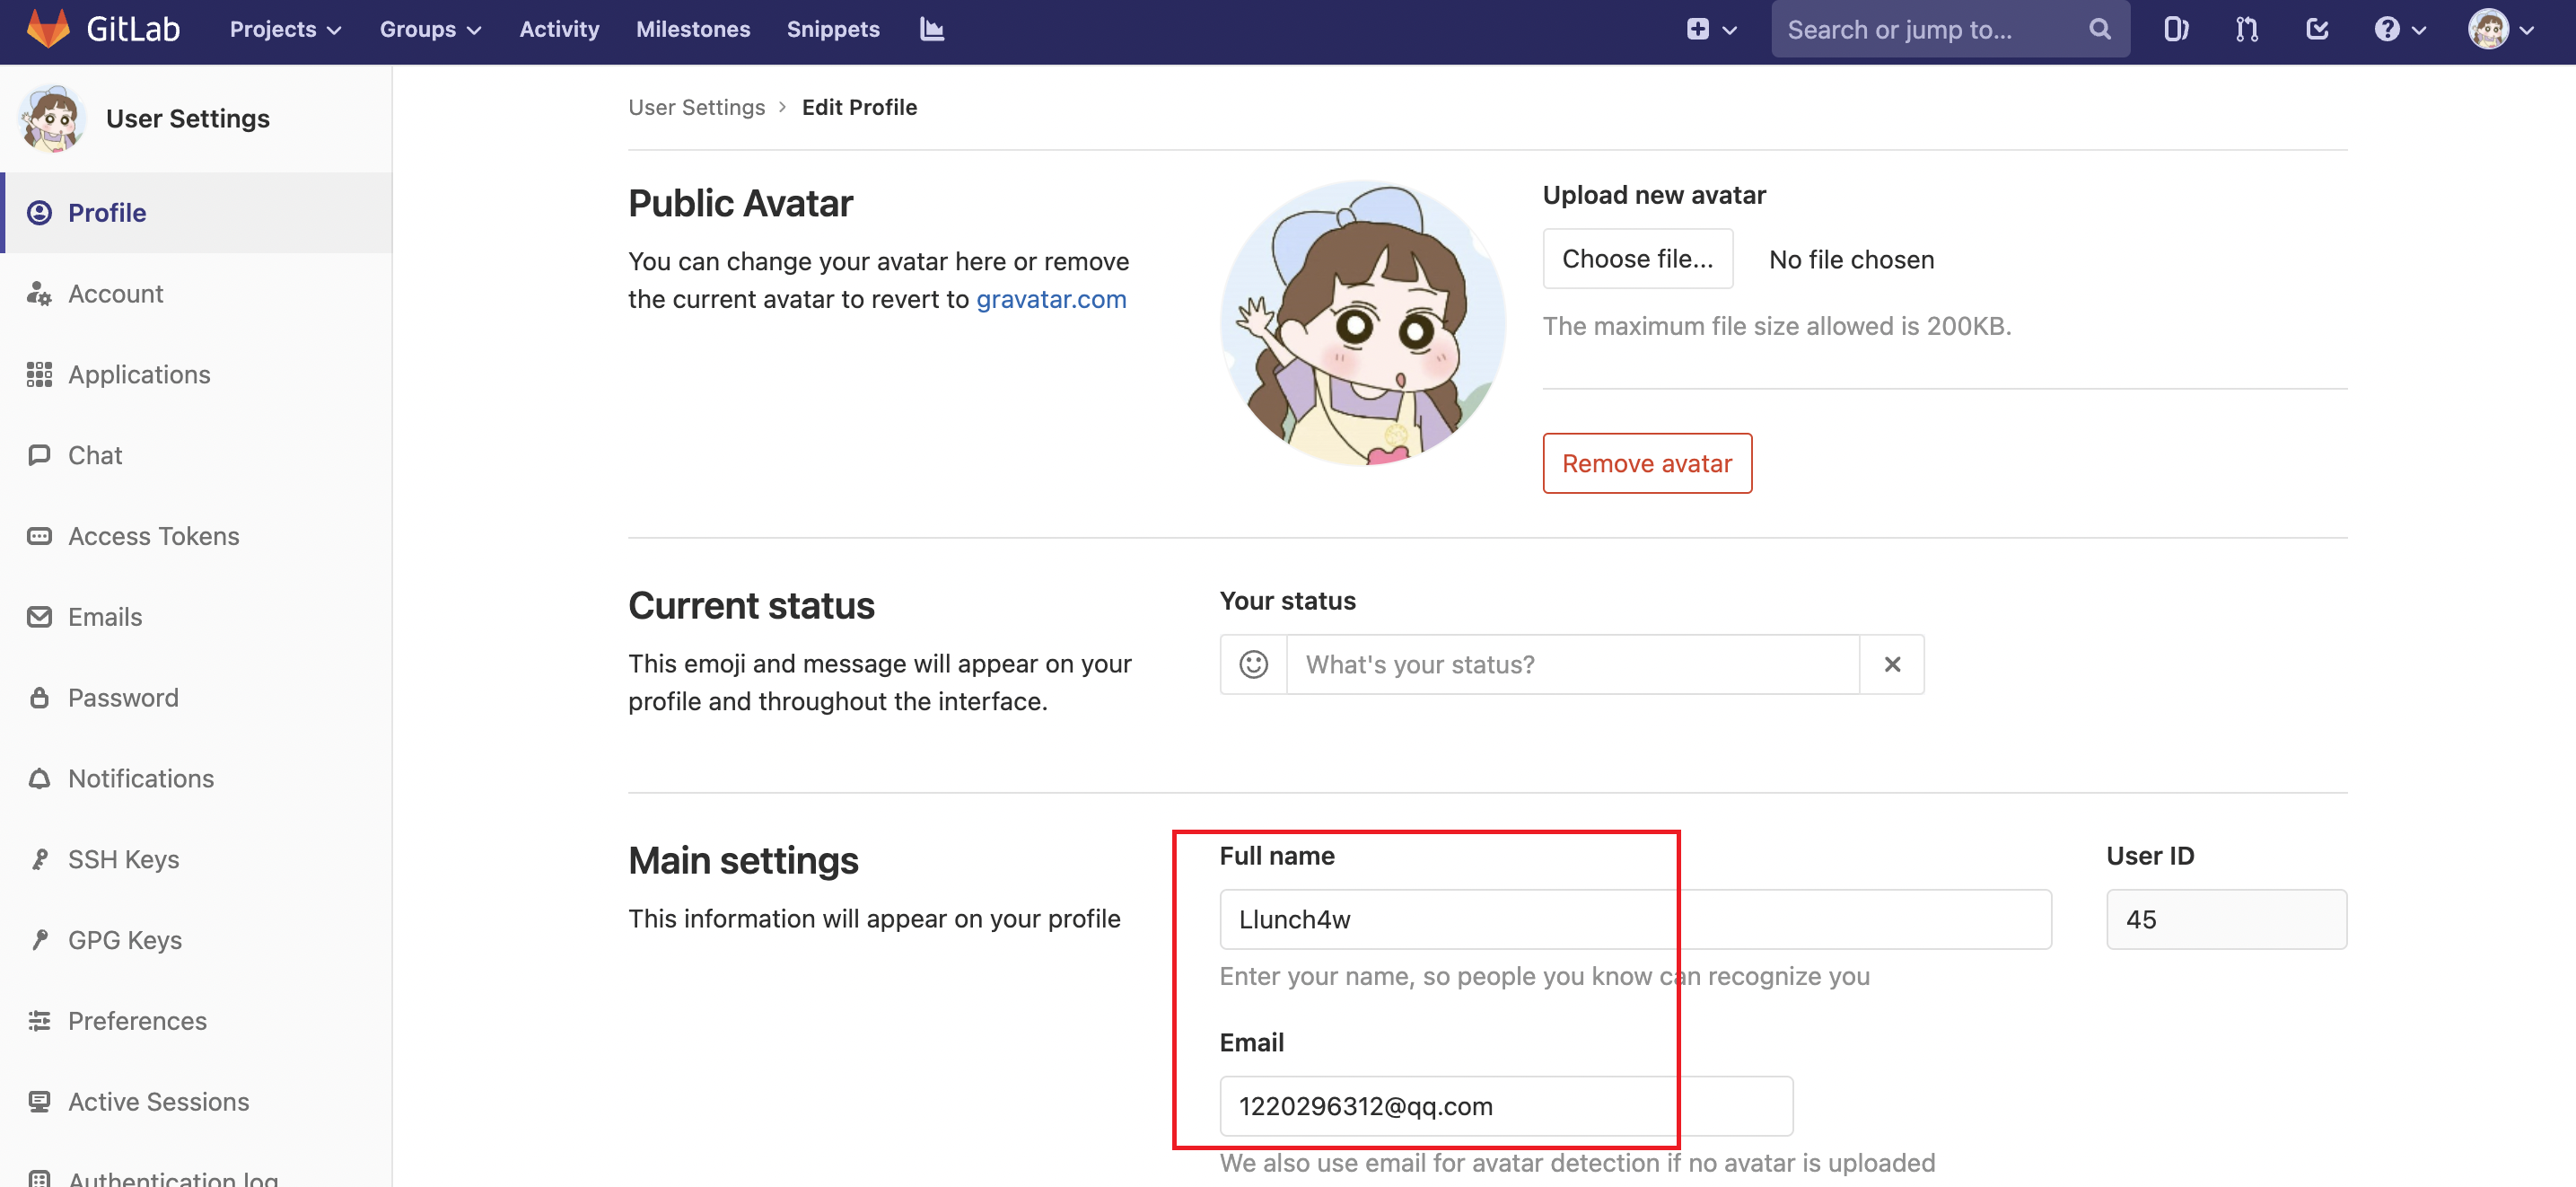 GitLab Projects Groups Activity Milestones Snippets Search or jump to...
User Settings
Profile
Account
Applications
Chat
Access Tokens
Emails
Password
Notifications
SSH Keys
GPG Keys
Preferences
Active Sessions
Authentication log
User Settings > Edit Profile
Public Avatar
You can change your avatar here or remove
the current avatar to revert to gravatar.com
Upload new avatar
Choose file... No file chosen
The maximum file size allowed is 200KB.
Remove avatar
Current status
This emoji and message will appear on your
profile and throughout the interface.
Your status
What's your status?
Main settings
This information will appear on your profile
Full name
Llunch4w
Enter your name, so people you know can recognize you
User ID
45
Email
1220296312@qq.com
We also use email for avatar detection if no avatar is uploaded